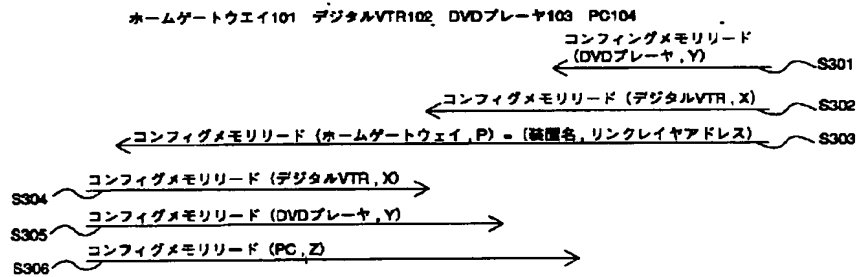 ホームゲートウエイ101 デジタルVTR102 DVDプレーヤ103 PC104
コンフィングメモリリード
(DVDプレーヤ,Y)
S301
コンフィグメモリリード (デジタルVTR,X)
S302
コンフィグメモリリード (ホームゲートウェイ,P) = (装置名,リンクレイヤアドレス)
S303
コンフィグメモリリード (デジタルVTR,X)
S304
コンフィグメモリリード (DVDプレーヤ,Y)
S305
コンフィグメモリリード (PC,Z)
S306